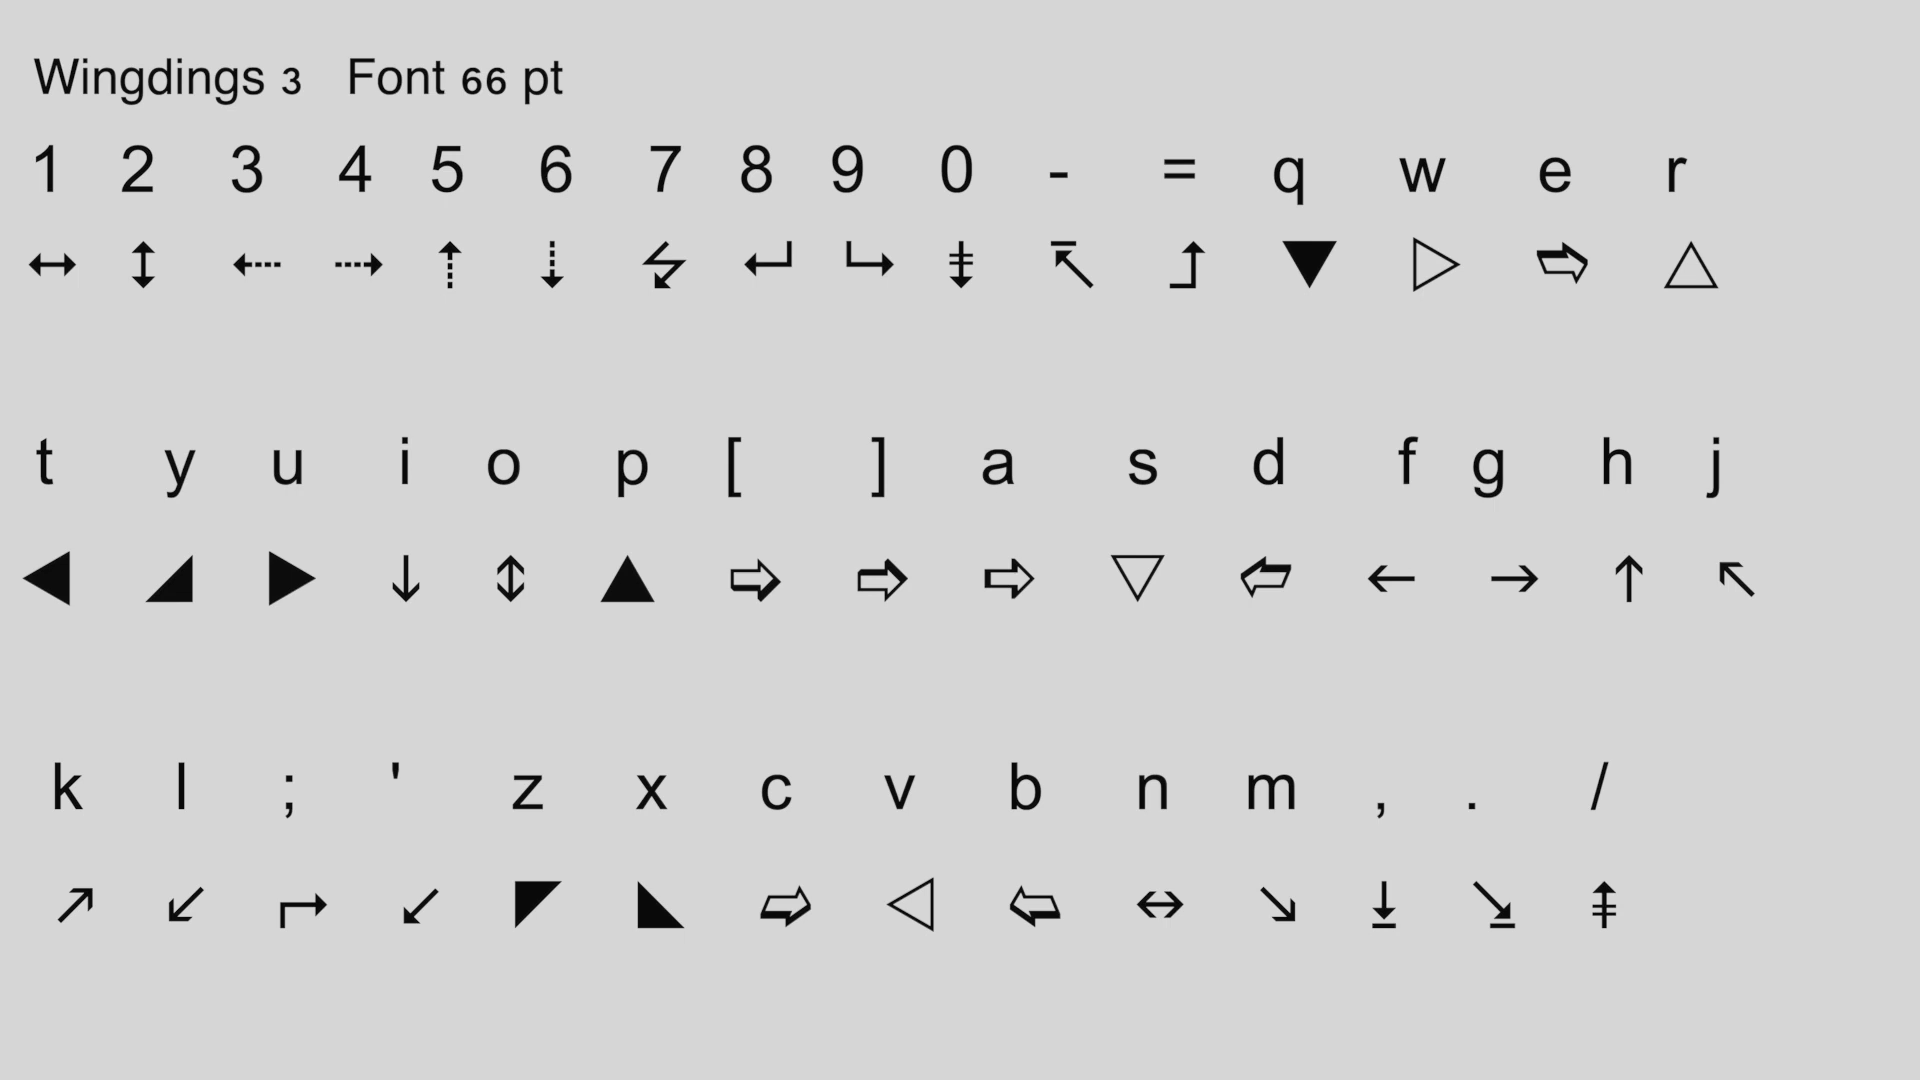 Wingdings 3 Font 66 pt
1 2 3 4 5 6 7 8 9 0 - = q w e r
t y u i o p [ ] a s d f g h j
k l ; ' z x c v b n m , . /